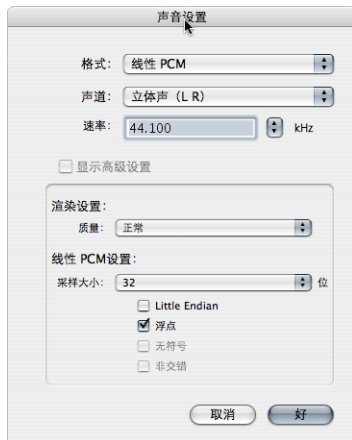 声音设置
格式： 线性 PCM
声道： 立体声（L R）
速率： 44.100 kHz
显示高级设置
渲染设置：
质量： 正常
线性 PCM设置：
采样大小： 32 位
Little Endian
浮点
无符号
非交错
取消 好